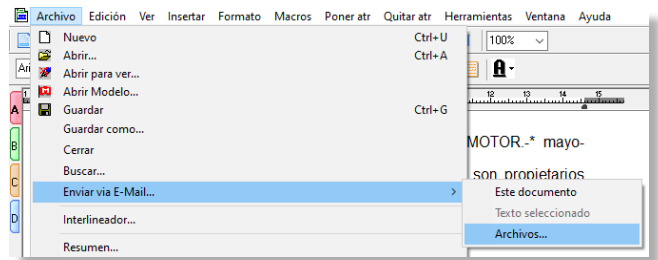 Archivo Edición Ver Insertar Formato Macros Poner atr Quitar atr Herramientas Ventana Ayuda
Nuevo Ctrl+U
100%
Abrir... Ctrl+A
Ari
Abrir para ver...
A
Abrir Modelo...
1 12 13 14 15
A
Guardar Ctrl+G
Guardar como...
B
MOTOR.-* mayo-
Cerrar
Buscar...
C
son propietarios
Enviar via E-Mail...
Este documento
D
Interlineador...
Texto seleccionado
Archivos...
Resumen...